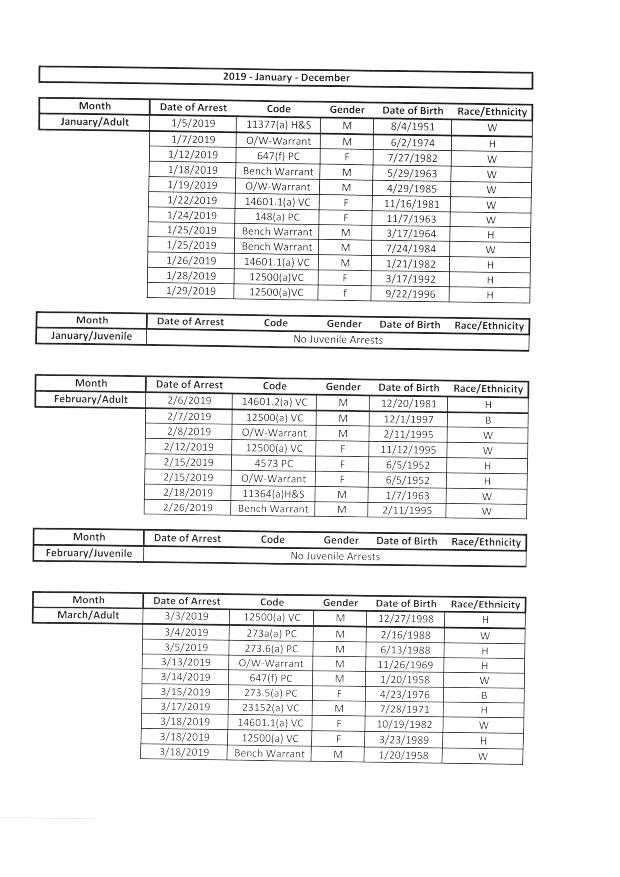 2019 - January - December
Month Date of Arrest Code Gender Date of Birth Race/Ethnicity
January/Adult 1/5/2019 11377(a) H&S M 8/4/1951 W
1/7/2019 O/W-Warrant M 6/2/1974 H
1/12/2019 647(f) PC F 7/27/1982 W
1/18/2019 Bench Warrant M 5/29/1963 W
1/19/2019 O/W-Warrant M 4/29/1985 W
1/22/2019 14601.1(a) VC F 11/16/1981 W
1/24/2019 148(a) PC F 11/7/1963 W
1/25/2019 Bench Warrant M 3/17/1964 H
1/25/2019 Bench Warrant M 7/24/1984 W
1/26/2019 14601.1(a) VC M 1/21/1982 H
1/28/2019 12500(a)VC F 3/17/1992 H
1/29/2019 12500(a)VC f 9/22/1996 H
Month Date of Arrest Code Gender Date of Birth Race/Ethnicity
January/Juvenile No Juvenile Arrests
Month Date of Arrest Code Gender Date of Birth Race/Ethnicity
February/Adult 2/6/2019 14601.2(a) VC M 12/20/1981 H
2/7/2019 12500(a) VC M 12/1/1997 B
2/8/2019 O/W-Warrant M 2/11/1995 W
2/12/2019 12500(a) VC F 11/12/1995 W
2/15/2019 4573 PC F 6/5/1952 H
2/15/2019 O/W-Warrant F 6/5/1952 H
2/18/2019 11364(a)H&S M 1/7/1963 W
2/26/2019 Bench Warrant M 2/11/1995 W
Month Date of Arrest Code Gender Date of Birth Race/Ethnicity
February/Juvenile No Juvenile Arrests
Month Date of Arrest Code Gender Date of Birth Race/Ethnicity
March/Adult 3/3/2019 12500(a) VC M 12/27/1998 H
3/4/2019 273a(a) PC M 2/16/1988 W
3/5/2019 273.6(a) PC M 6/13/1988 H
3/13/2019 O/W-Warrant M 11/26/1969 H
3/14/2019 647(f) PC M 1/20/1958 W
3/15/2019 273.5(a) PC F 4/23/1976 B
3/17/2019 23152(a) VC M 7/28/1971 H
3/18/2019 14601.1(a) VC F 10/19/1982 W
3/18/2019 12500(a) VC F 3/23/1989 H
3/18/2019 Bench Warrant M 1/20/1958 W